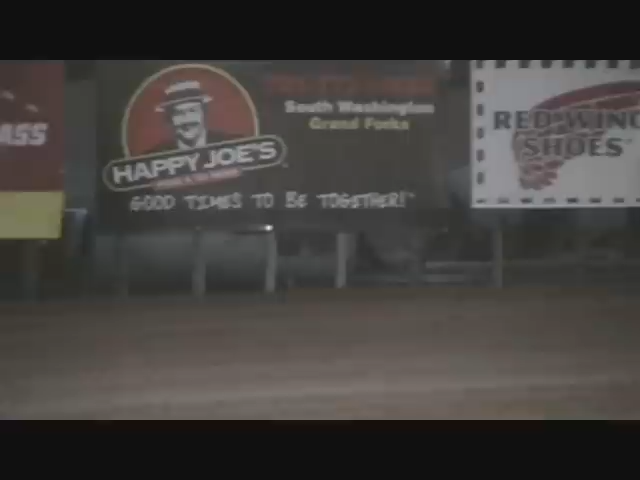 ASS
HAPPY JOE'S
South Washington
Grand Forks
GOOD TIMES TO BE TOGETHER!
RED WING
SHOES